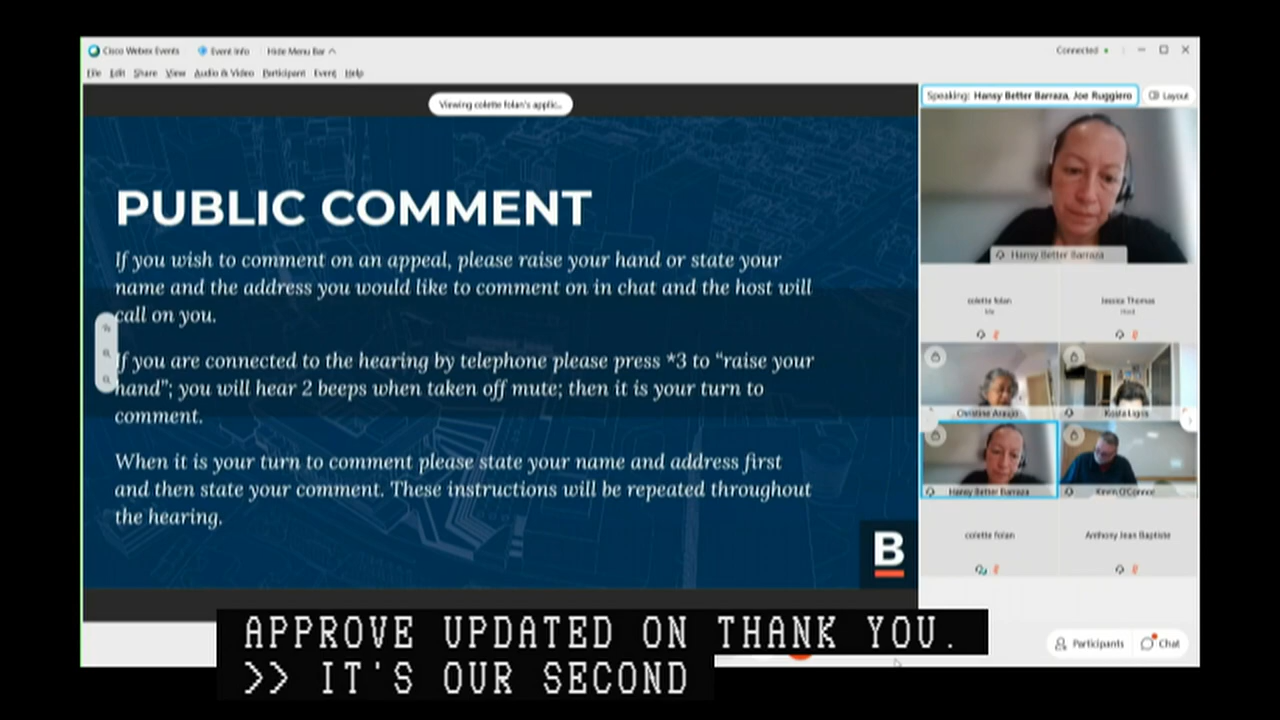 Cisco Webex Events
Event Info
Hide Menu Bar
Connected
File Edit Share View Audio & Video Participant Event Help
Viewing colette folan's applic...
Speaking: Hansy Better Barraza, Joe Ruggiero
Layout
PUBLIC COMMENT
If you wish to comment on an appeal, please raise your hand or state your
name and the address you would like to comment on in chat and the host will
call on you.
If you are connected to the hearing by telephone please press *3 to “raise your
hand”; you will hear 2 beeps when taken off mute; then it is your turn to
comment.
When it is your turn to comment please state your name and address first
and then state your comment. These instructions will be repeated throughout
the hearing.
B
Hansy Better Barraza
colette folan
Me
Jessica Thomas
Host
Christine Araujo
Kosta Ligris
Hansy Better Barraza
Kevin O'Connor
colette folan
Anthony Jean Baptiste
Participants
Chat
APPROVE UPDATED ON THANK YOU.
>> IT'S OUR SECOND